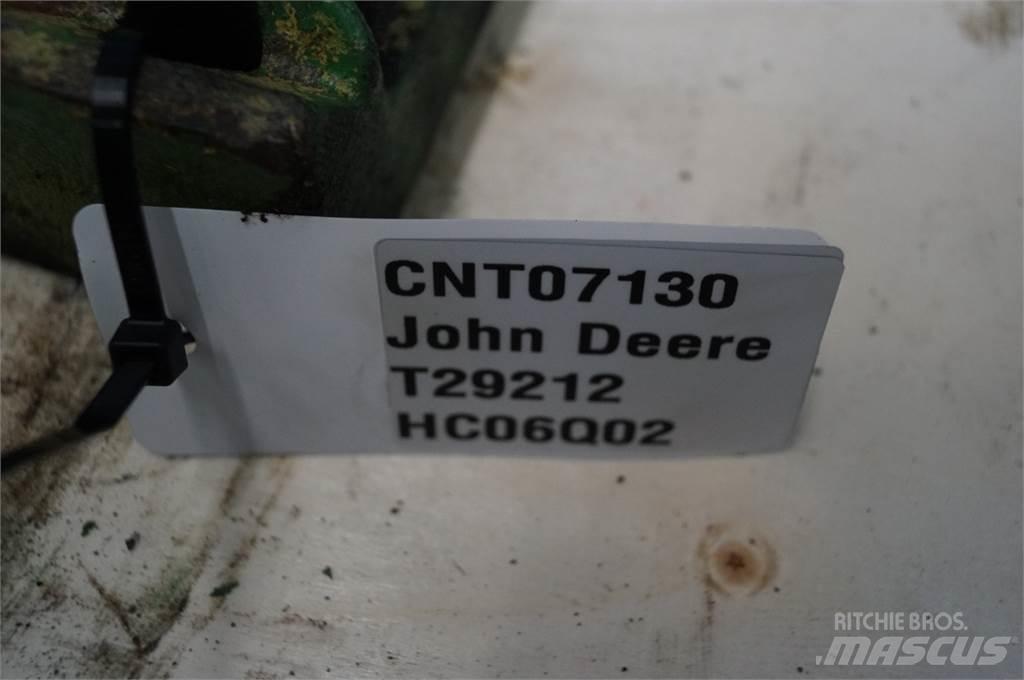 CNT07130
John Deere
T29212
HC06Q02
RITCHIE BROS.
MASCUS